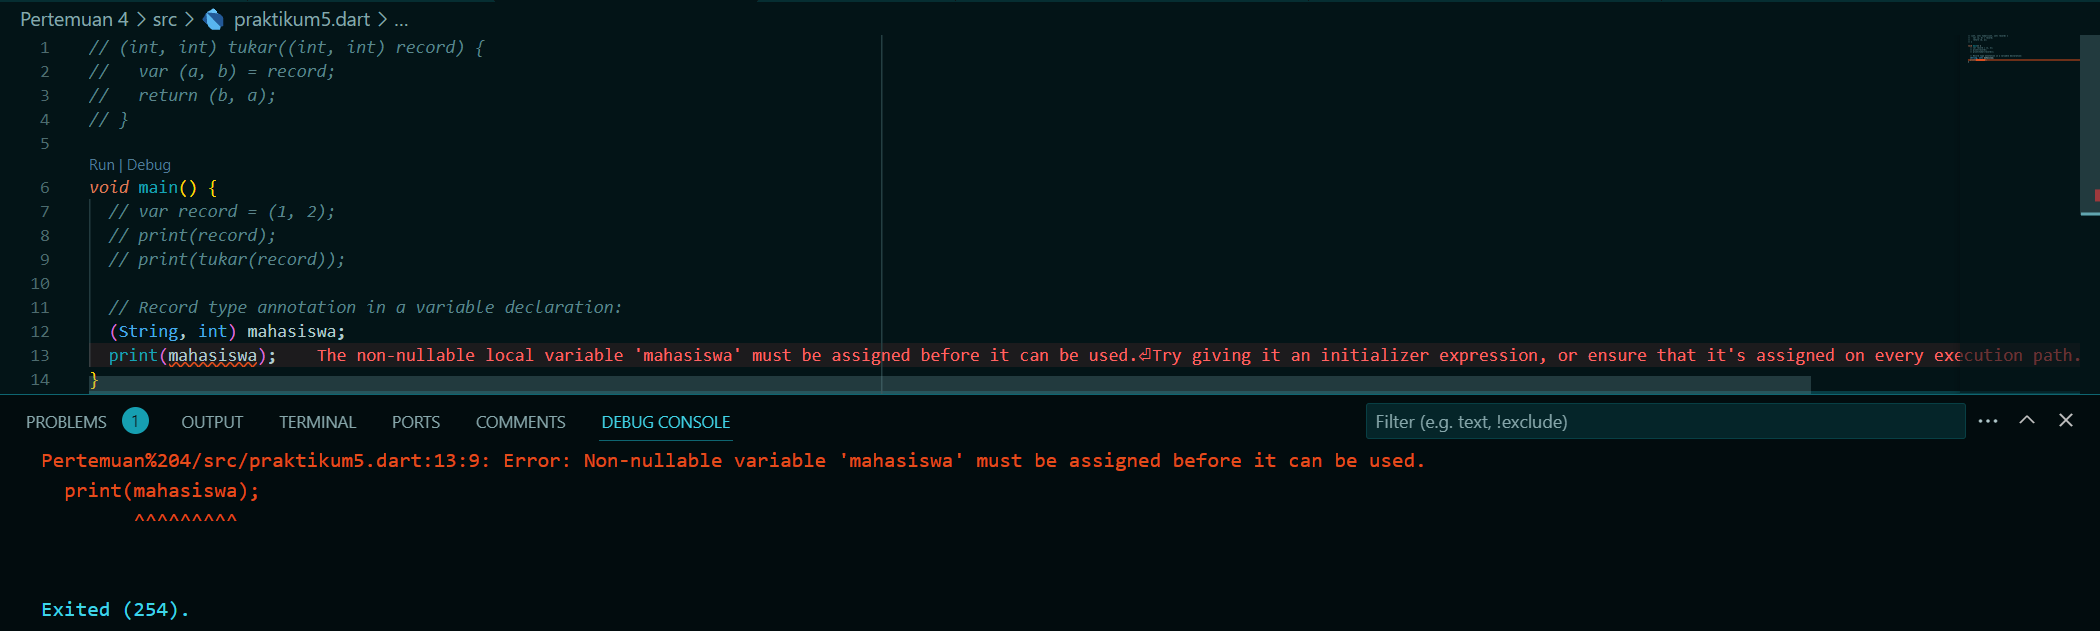 Pertemuan 4 > src > praktikum5.dart > ...
1 // (int, int) tukar((int, int) record) {
2 //   var (a, b) = record;
3 //   return (b, a);
4 // }
5
Run | Debug
6 void main() {
7   // var record = (1, 2);
8   // print(record);
9   // print(tukar(record));
10
11   // Record type annotation in a variable declaration:
12   (String, int) mahasiswa;
13   print(mahasiswa);    The non-nullable local variable 'mahasiswa' must be assigned before it can be used.⏎Try giving it an initializer expression, or ensure that it's assigned on every execution path.
14 }
PROBLEMS 1 OUTPUT TERMINAL PORTS COMMENTS DEBUG CONSOLE Filter (e.g. text, !exclude) ...
Pertemuan%204/src/praktikum5.dart:13:9: Error: Non-nullable variable 'mahasiswa' must be assigned before it can be used.
  print(mahasiswa);
        ^^^^^^^^^
Exited (254).